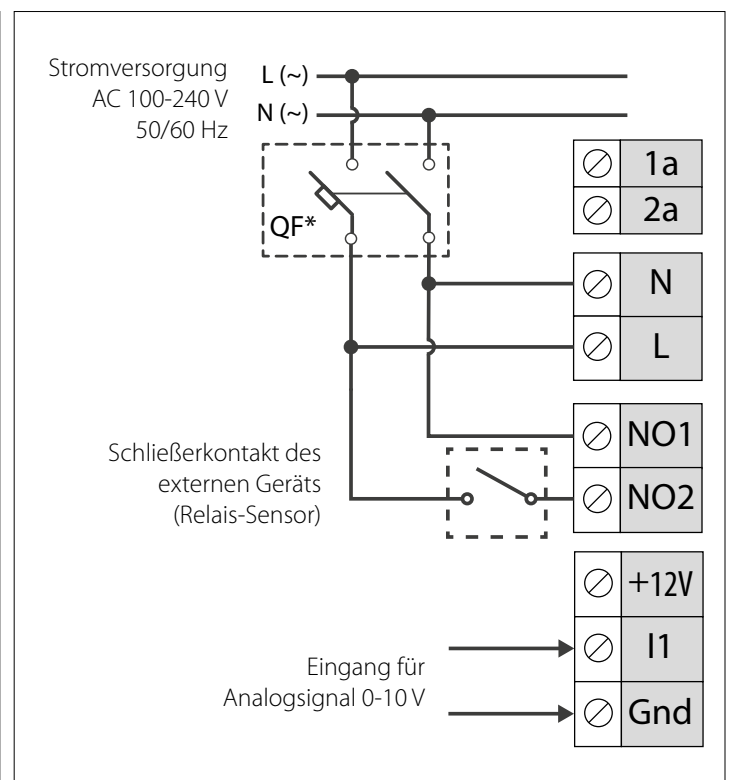 Stromversorgung
AC 100-240 V
50/60 Hz
L (~)
N (~)
QF*
1a
2a
N
L
Schließerkontakt des
externen Geräts
(Relais-Sensor)
NO1
NO2
+12V
I1
Gnd
Eingang für
Analogsignal 0-10 V